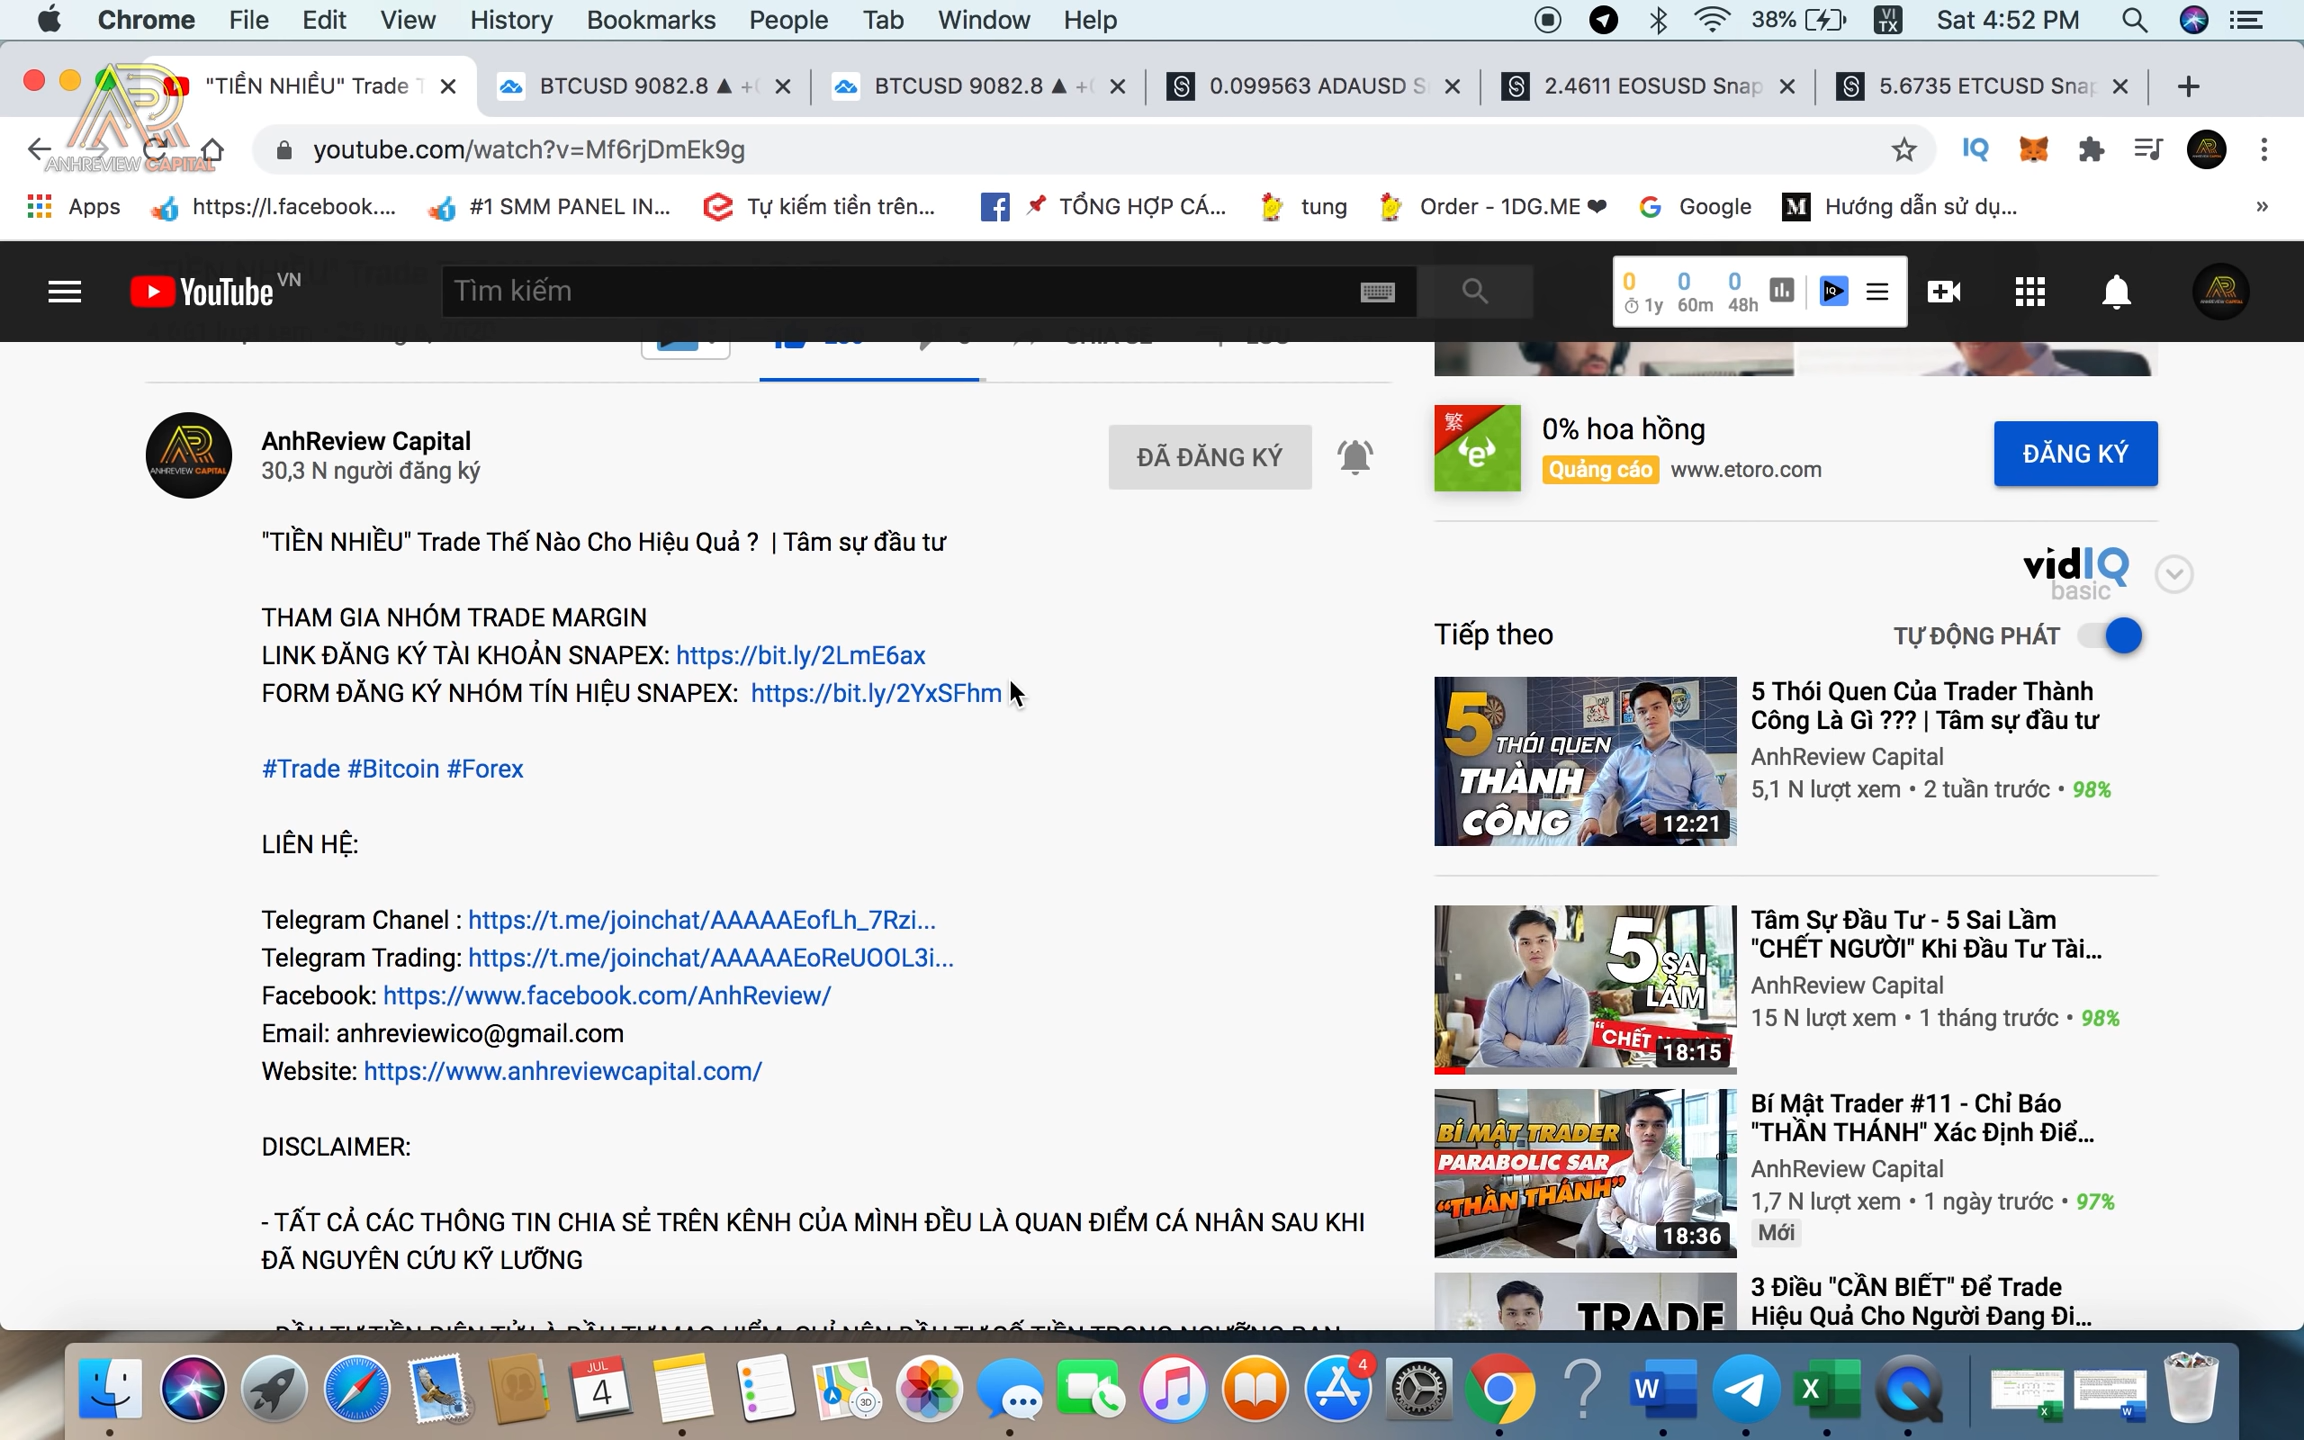 Chrome File Edit View History Bookmarks People Tab Window Help
38% VI TX Sat 4:52 PM
"TIỀN NHIỀU" Trade T
BTCUSD 9082.8 ▲ +
BTCUSD 9082.8 ▲ +
0.099563 ADAUSD S
2.4611 EOSUSD Snap
5.6735 ETCUSD Snap
ANHREVIEW CAPITAL
youtube.com/watch?v=Mf6rjDmEk9g
IQ
Apps https://l.facebook.... #1 SMM PANEL IN... Tự kiếm tiền trên... TỔNG HỢP CÁ... tung Order - 1DG.ME ❤ Google Hướng dẫn sử dụ... »
YouTube VN
Tìm kiếm
0 0 0
1y 60m 48h
AnhReview Capital
30,3 N người đăng ký
ĐÃ ĐĂNG KÝ
"TIỀN NHIỀU" Trade Thế Nào Cho Hiệu Quả ? | Tâm sự đầu tư
THAM GIA NHÓM TRADE MARGIN
LINK ĐĂNG KÝ TÀI KHOẢN SNAPEX: https://bit.ly/2LmE6ax
FORM ĐĂNG KÝ NHÓM TÍN HIỆU SNAPEX: https://bit.ly/2YxSFhm
#Trade #Bitcoin #Forex
LIÊN HỆ:
Telegram Chanel : https://t.me/joinchat/AAAAAEofLh_7Rzi...
Telegram Trading: https://t.me/joinchat/AAAAAEoReUOOL3i...
Facebook: https://www.facebook.com/AnhReview/
Email: anhreviewico@gmail.com
Website: https://www.anhreviewcapital.com/
DISCLAIMER:
- TẤT CẢ CÁC THÔNG TIN CHIA SẺ TRÊN KÊNH CỦA MÌNH ĐỀU LÀ QUAN ĐIỂM CÁ NHÂN SAU KHI
ĐÃ NGUYÊN CỨU KỸ LƯỠNG
0% hoa hồng
Quảng cáo www.etoro.com
ĐĂNG KÝ
vidIQ
basic
Tiếp theo
TỰ ĐỘNG PHÁT
5 THÓI QUEN
THÀNH
CÔNG
12:21
5 Thói Quen Của Trader Thành
Công Là Gì ??? | Tâm sự đầu tư
AnhReview Capital
5,1 N lượt xem • 2 tuần trước • 98%
5 SAI
LẦM
18:15
Tâm Sự Đầu Tư - 5 Sai Lầm
"CHẾT NGƯỜI" Khi Đầu Tư Tài...
AnhReview Capital
15 N lượt xem • 1 tháng trước • 98%
BÍ MẬT TRADER
PARABOLIC SAR
"THẦN THÁNH"
18:36
Bí Mật Trader #11 - Chỉ Báo
"THẦN THÁNH" Xác Định Điể...
AnhReview Capital
1,7 N lượt xem • 1 ngày trước • 97%
Mới
TRADE
3 Điều "CẦN BIẾT" Để Trade
Hiệu Quả Cho Người Đang Đi...
JUL
4
3D
4